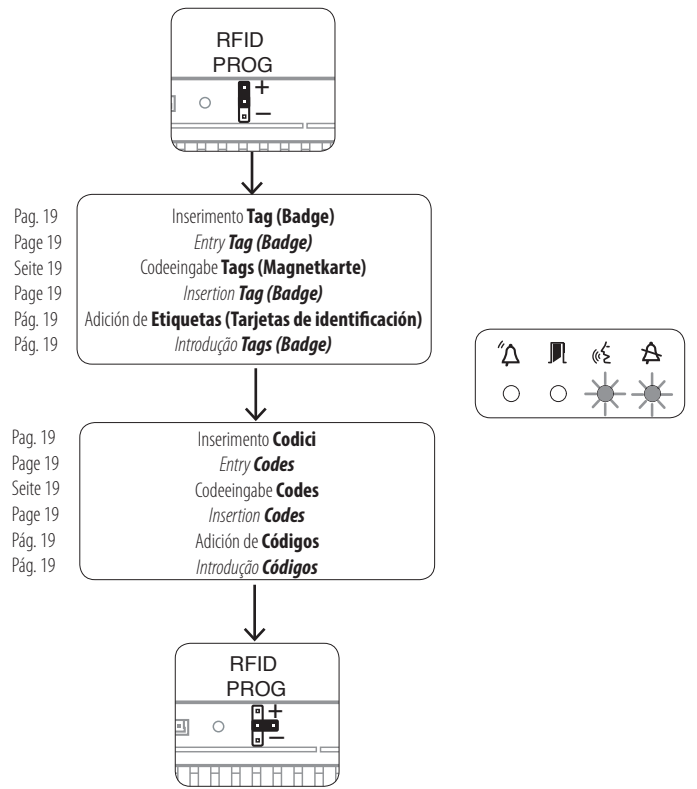 RFID
PROG
+
−
Pag. 19 Inserimento Tag (Badge)
Page 19 Entry Tag (Badge)
Seite 19 Codeeingabe Tags (Magnetkarte)
Page 19 Insertion Tag (Badge)
Pág. 19 Adición de Etiquetas (Tarjetas de identificación)
Pág. 19 Introdução Tags (Badge)
Pag. 19 Inserimento Codici
Page 19 Entry Codes
Seite 19 Codeeingabe Codes
Page 19 Insertion Codes
Pág. 19 Adición de Códigos
Pág. 19 Introdução Códigos
RFID
PROG
+
−